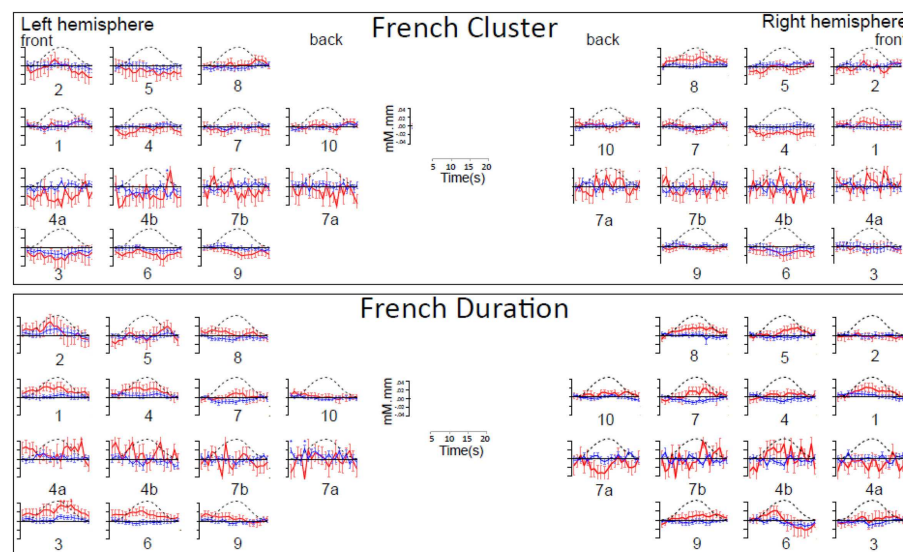 Left hemisphere
French Cluster
Right hemisphere
front
back
back
front
2 5 8
8 5 2
1 4 7 10
10 7 4 1
.04
.02
.00
-.02
-.04
mM.mm
5 10 15 20
Time(s)
4a 4b 7b 7a
7a 7b 4b 4a
3 6 9
9 6 3
French Duration
2 5 8
8 5 2
1 4 7 10
10 7 4 1
.04
.02
.00
-.02
-.04
mM.mm
5 10 15 20
Time(s)
4a 4b 7b 7a
7a 7b 4b 4a
3 6 9
9 6 3